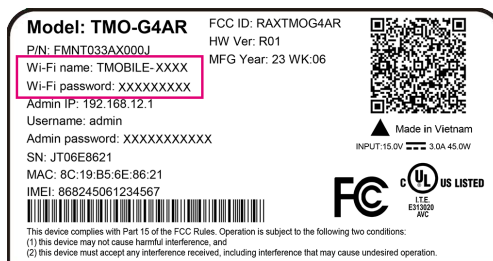 Model: TMO-G4AR
P/N: FMNT033AX000J
Wi-Fi name: TMOBILE-XXXX
Wi-Fi password: XXXXXXXXX
Admin IP: 192.168.12.1
Username: admin
Admin password: XXXXXXXXXXX
SN: JT06E8621
MAC: 8C:19:B5:6E:86:21
IMEI: 868245061234567
FCC ID: RAXTMOG4AR
HW Ver: R01
MFG Year: 23 WK:06
Made in Vietnam
INPUT:15.0V 3.0A 45.0W
FC
c UL US LISTED
I.T.E.
E313020
AVC
This device complies with Part 15 of the FCC Rules. Operation is subject to the following two conditions:
(1) this device may not cause harmful interference, and
(2) this device must accept any interference received, including interference that may cause undesired operation.